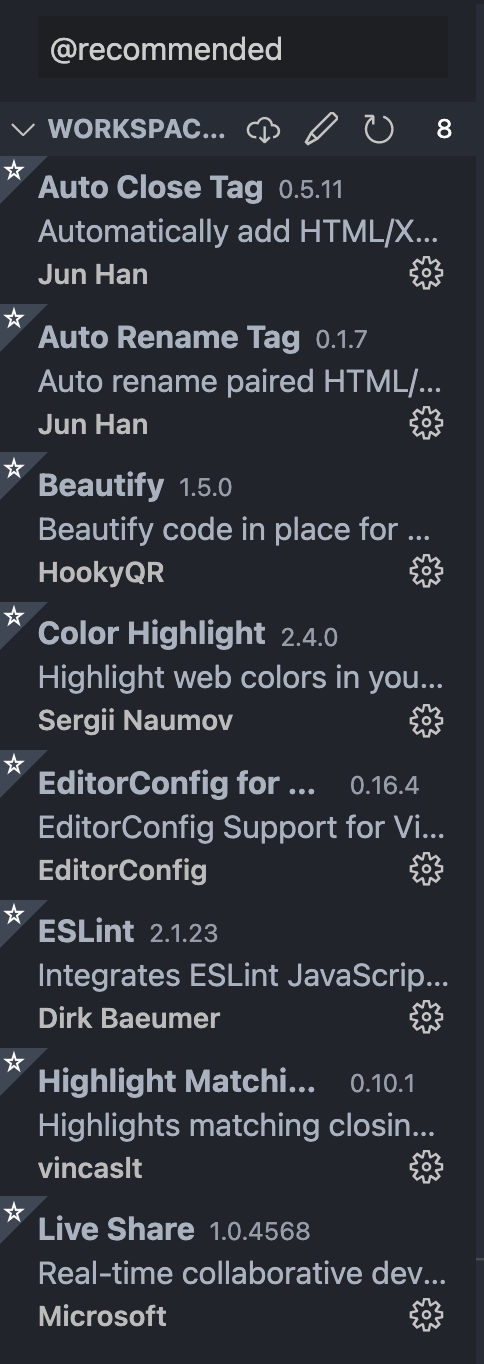 @recommended
WORKSPAC... 8
Auto Close Tag 0.5.11
Automatically add HTML/X...
Jun Han
Auto Rename Tag 0.1.7
Auto rename paired HTML/...
Jun Han
Beautify 1.5.0
Beautify code in place for ...
HookyQR
Color Highlight 2.4.0
Highlight web colors in you...
Sergii Naumov
EditorConfig for ... 0.16.4
EditorConfig Support for Vi...
EditorConfig
ESLint 2.1.23
Integrates ESLint JavaScrip...
Dirk Baeumer
Highlight Matchi... 0.10.1
Highlights matching closin...
vincaslt
Live Share 1.0.4568
Real-time collaborative dev...
Microsoft